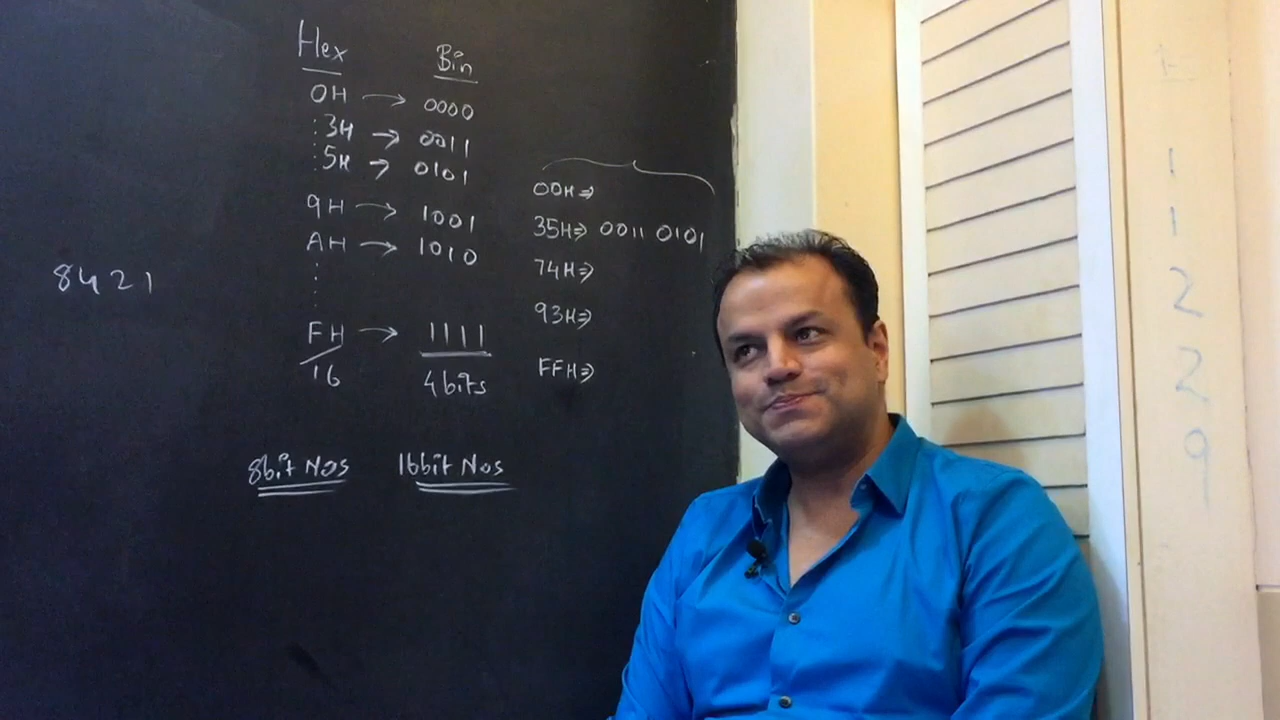 Hex Bin
0H → 0000
3H → 0011
5H → 0101
9H → 1001
AH → 1010
FH → 1111
16 4bits
8421
00H ⇒
35H ⇒ 0011 0101
74H ⇒
93H ⇒
FFH ⇒
8bit Nos 16bit Nos
1
1
2
2
9